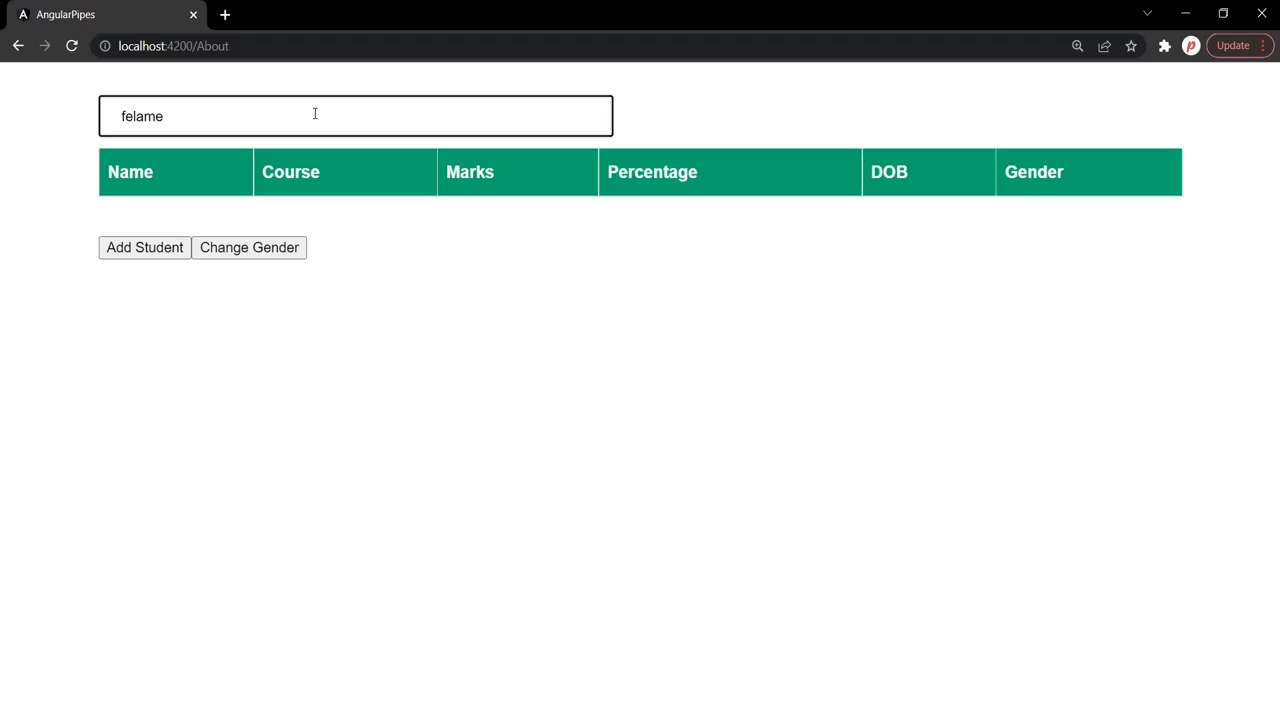 AngularPipes
localhost:4200/About
Update
felame
Name Course Marks Percentage DOB Gender
Add Student Change Gender